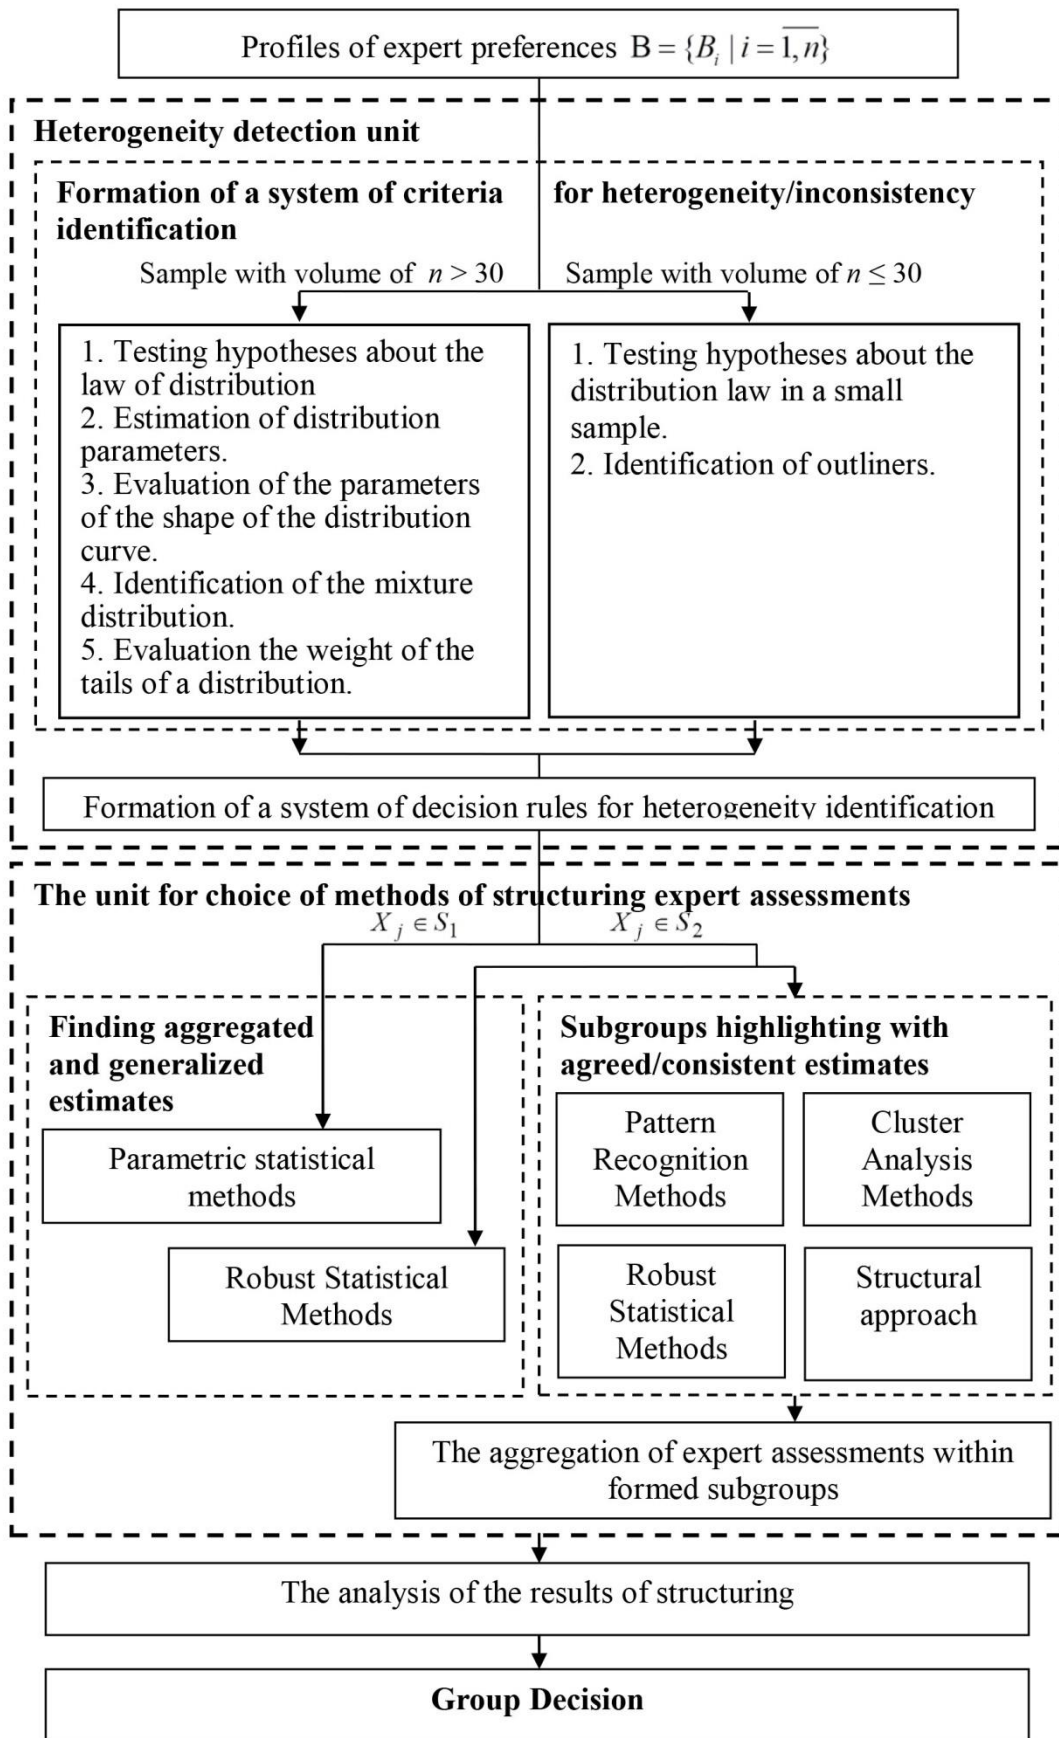 Profiles of expert preferences B = {B_i | i = \overline{1, n}}
Heterogeneity detection unit
Formation of a system of criteria for heterogeneity/inconsistency
identification
Sample with volume of n > 30
Sample with volume of n ≤ 30
1. Testing hypotheses about the
law of distribution
2. Estimation of distribution
parameters.
3. Evaluation of the parameters
of the shape of the distribution
curve.
4. Identification of the mixture
distribution.
5. Evaluation the weight of the
tails of a distribution.
1. Testing hypotheses about the
distribution law in a small
sample.
2. Identification of outliners.
Formation of a system of decision rules for heterogeneity identification
The unit for choice of methods of structuring expert assessments
X_j ∈ S_1
X_j ∈ S_2
Finding aggregated
and generalized
estimates
Parametric statistical
methods
Robust Statistical
Methods
Subgroups highlighting with
agreed/consistent estimates
Pattern
Recognition
Methods
Cluster
Analysis
Methods
Robust
Statistical
Methods
Structural
approach
The aggregation of expert assessments within
formed subgroups
The analysis of the results of structuring
Group Decision